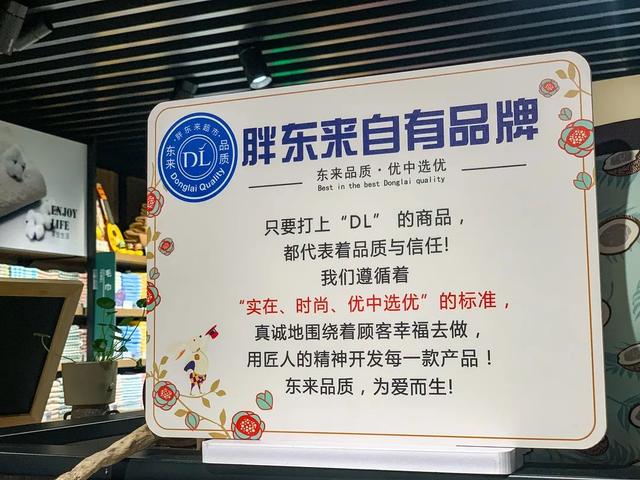 胖东来自有品牌
·胖东来超市·
东来 DL 品质
Donglai Quality
东来品质·优中选优
Best in the best Donglai quality
只要打上“DL” 的商品，
都代表着品质与信任!
我们遵循着
“实在、时尚、优中选优”的标准，
真诚地围绕着顾客幸福去做，
用匠人的精神开发每一款产品！
东来品质，为爱而生!
ENJOY
LIFE
毛巾